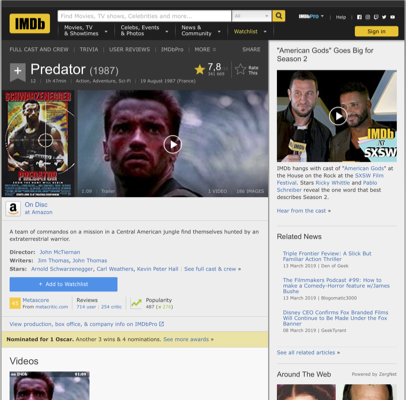 IMDb
Find Movies, TV shows, Celebrities and more...
All
Movies, TV
& Showtimes
Celebs, Events
& Photos
News &
Community
Watchlist
IMDbPro
Help
Sign in
FULL CAST AND CREW | TRIVIA | USER REVIEWS | IMDbPro | MORE
SHARE
Predator (1987)
7,8
Rate
This
12 | 1h 47min | Action, Adventure, Sci-Fi | 19 August 1987 (France)
SCHWARZENEGGER
PREDATOR
Trailer
1 VIDEO | 106 IMAGES
On Disc
at Amazon
A team of commandos on a mission in a Central American jungle find themselves hunted by an
extraterrestrial warrior.
Director: John McTiernan
Writers: Jim Thomas, John Thomas
Stars: Arnold Schwarzenegger, Carl Weathers, Kevin Peter Hall | See full cast & crew »
+ Add to Watchlist
Metascore
From metacritic.com
Reviews
719 user | 294 critic
Popularity
View production, box office, & company info on IMDbPro
Nominated for 1 Oscar. Another 3 wins & 4 nominations. See more awards »
Videos
"American Gods" Goes Big for
Season 2
IMDb
at
SXSW
IMDb hangs with cast of "American Gods" at
the House on the Rock at the SXSW Film
Festival. Stars Ricky Whittle and Pablo
Schreiber reveal the one word that best
describes Season 2.
Hear from the cast »
Related News
Triple Frontier Review: A Slick But
Familiar Action Thriller
13 March 2019 | Den of Geek
The Filmmakers Podcast #99: How to
make a Comedy-Horror feature w/James
Bushe
13 March 2019 | Blogomatic3000
Disney CEO Confirms Fox Branded Films
Will Continue to Be Made Under the Fox
Banner
08 March 2019 | GeekTyrant
See all related articles »
Around The Web
Powered by ZergNet